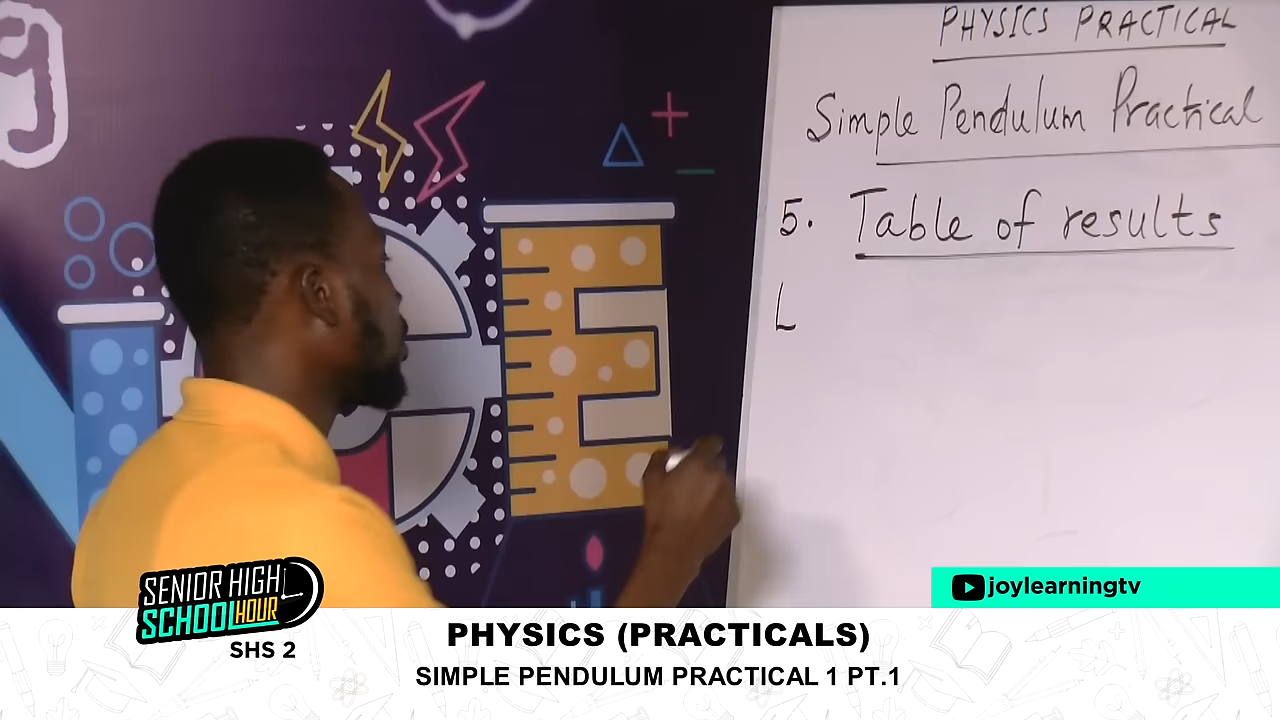 PHYSICS PRACTICAL
Simple Pendulum Practical
5. Table of results
L
SENIOR HIGH
SCHOOL HOUR
SHS 2
joylearningtv
PHYSICS (PRACTICALS)
SIMPLE PENDULUM PRACTICAL 1 PT.1